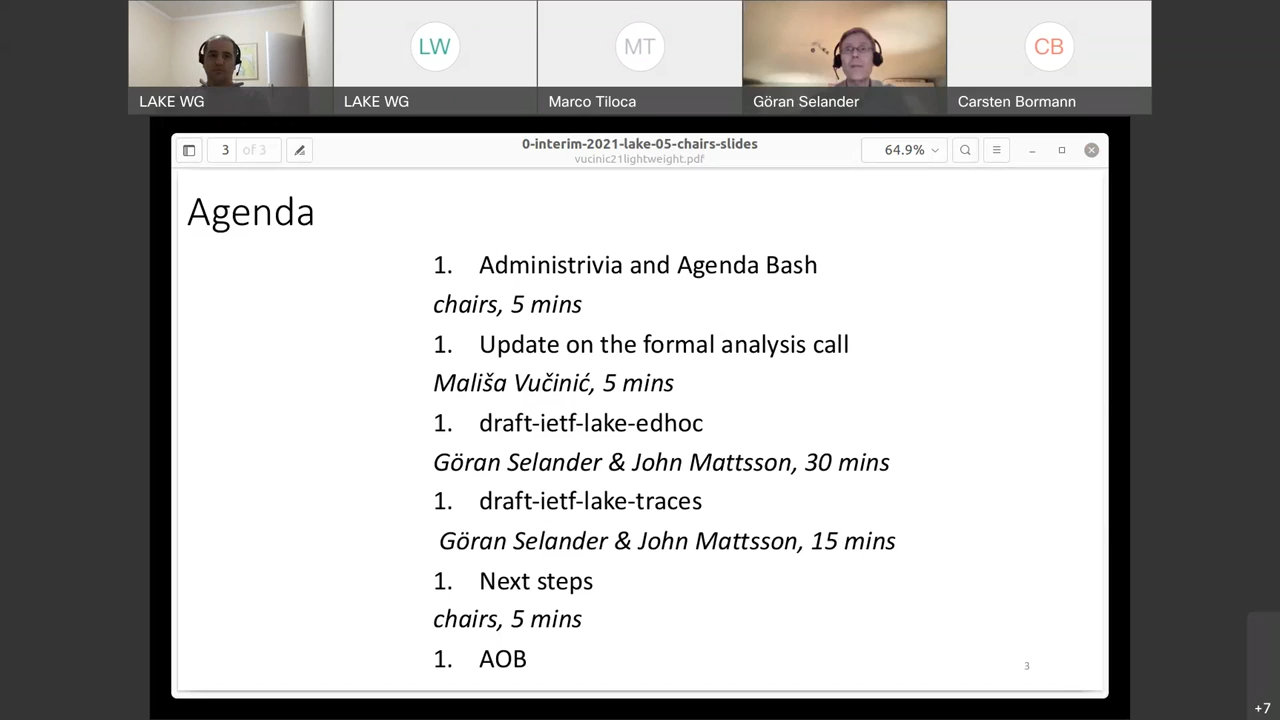 LW
MT
CB
LAKE WG
LAKE WG
Marco Tiloca
Göran Selander
Carsten Bormann
3 of 3
0-interim-2021-lake-05-chairs-slides
vucinic21lightweight.pdf
64.9%
Agenda
1. Administrivia and Agenda Bash
chairs, 5 mins
1. Update on the formal analysis call
Mališa Vučinić, 5 mins
1. draft-ietf-lake-edhoc
Göran Selander & John Mattsson, 30 mins
1. draft-ietf-lake-traces
Göran Selander & John Mattsson, 15 mins
1. Next steps
chairs, 5 mins
1. AOB
3
+7